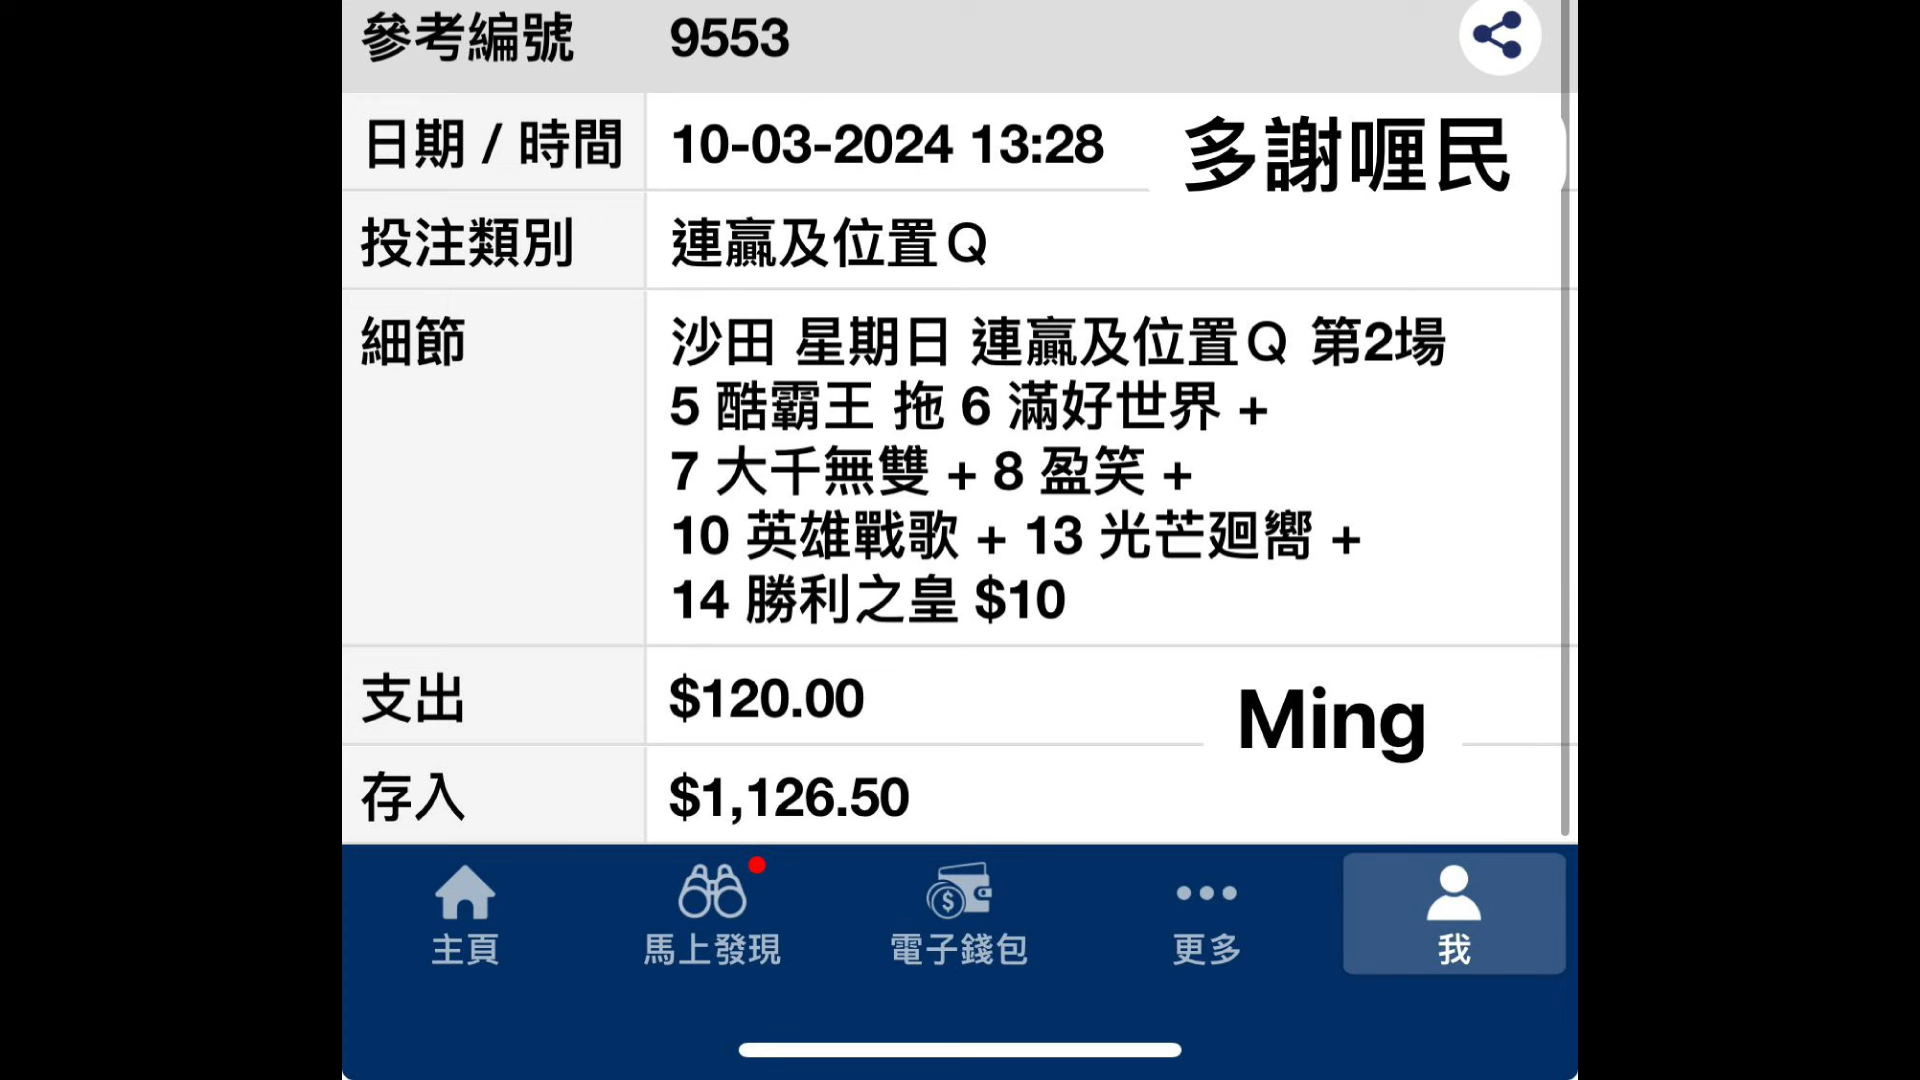 參考編號 9553
日期 / 時間 10-03-2024 13:28 多謝喱民
投注類別 連贏及位置Q
細節 沙田 星期日 連贏及位置Q 第2場
5 酷霸王 拖 6 滿好世界 +
7 大千無雙 + 8 盈笑 +
10 英雄戰歌 + 13 光芒廻嚮 +
14 勝利之皇 $10
支出 $120.00
Ming
存入 $1,126.50
主頁 馬上發現 電子錢包 更多 我